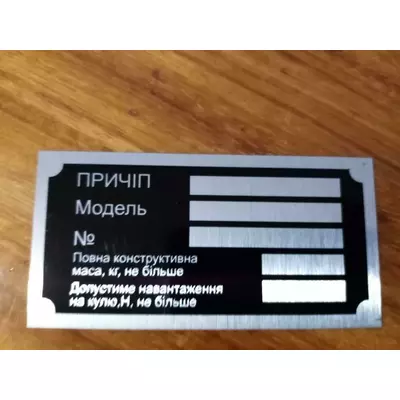 ПРИЧІП
Модель
№
Повна конструктивна
маса, кг, не більше
Допустиме навантаження
на кулю,Н, не більше